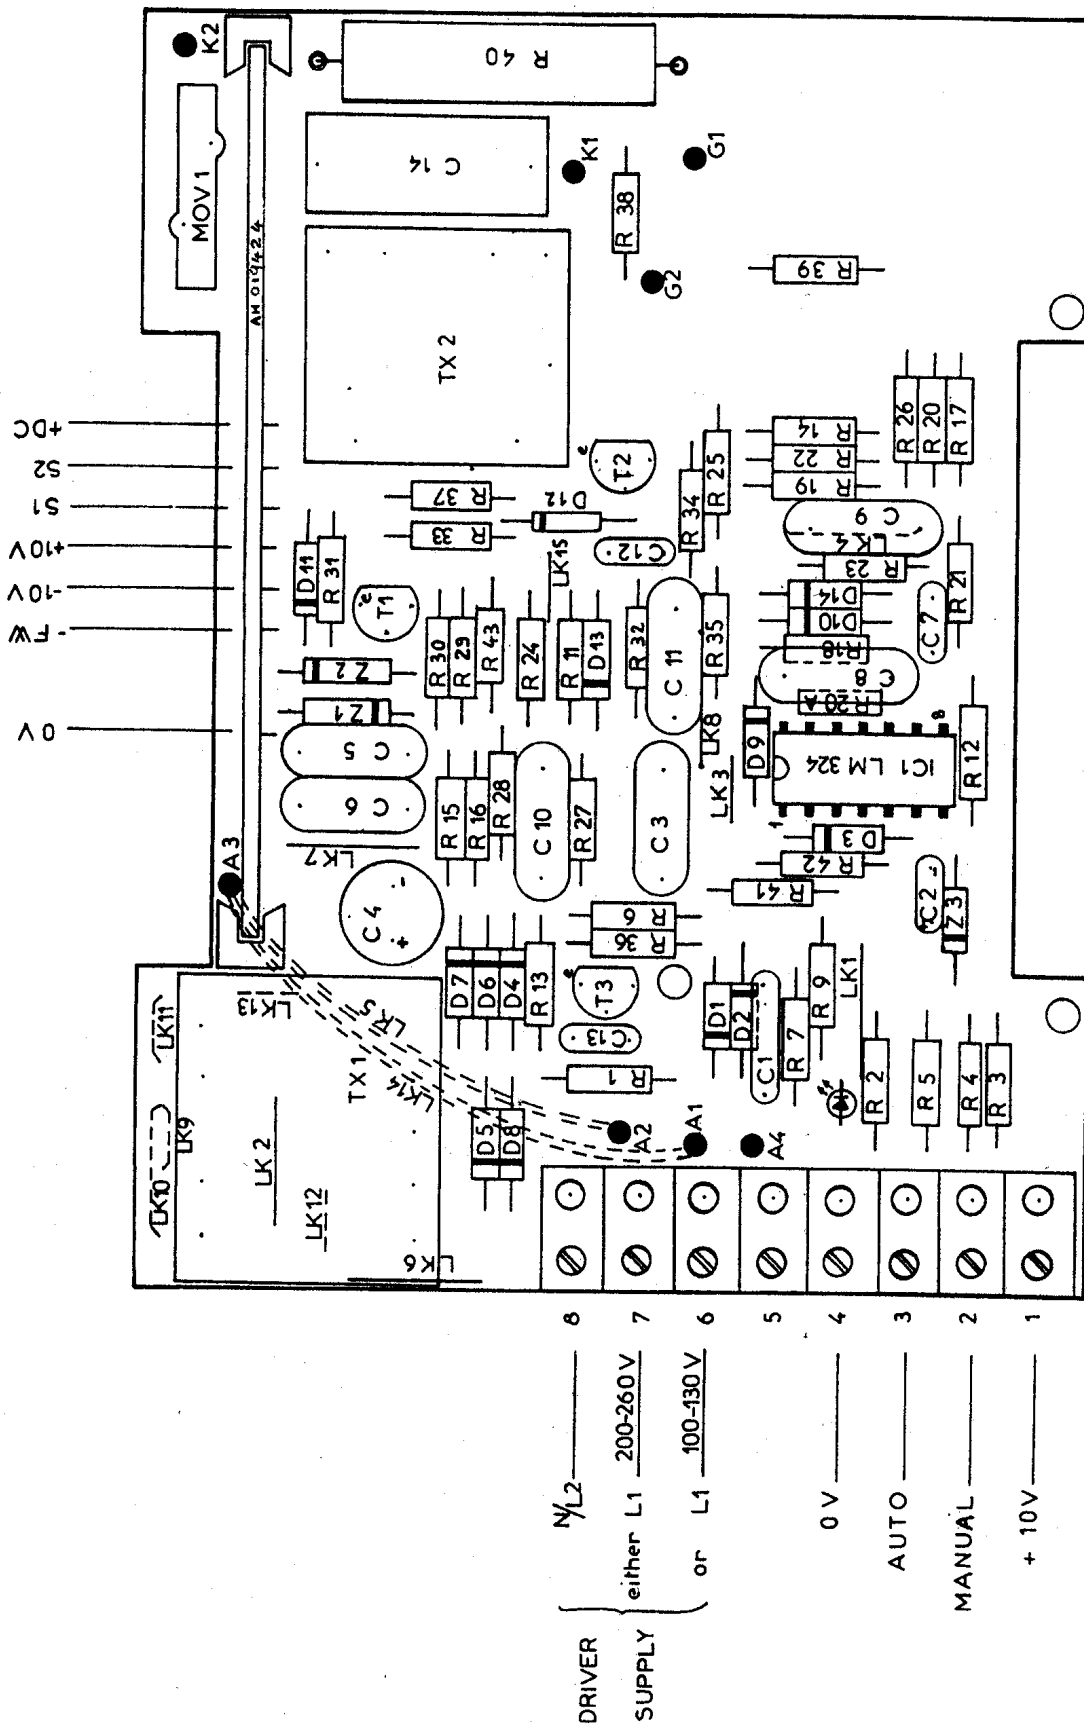 K2
MOV 1
R 40
C 14
K1
G1
R 38
G2
R 39
AH 019424
TX 2
+DC
S2
S1
+10V
-10V
-FW
0V
D11
R 31
T1
e
Z 2
Z 1
C 5
C 6
LK7
C 4
+
-
A3
R 37
R 33
D12
LK15
T2
e
C12
R 34
R 25
R 26
R 20
R 17
R 14
R 22
R 19
C 9
LK4
R 23
D14
D10
R18
C 8
R20A
C 7
R 21
R 30
R 29
R 43
R 24
R 11
D13
R 32
C 11
R 35
LK8
LK3
D9
IC1 LM 324
8
1
R 12
R 15
R 16
R 28
C 10
R 27
C 3
D3
R 42
R 41
C 2
+
-
Z 3
D7
D6
D4
R 13
R 6
R 36
T3
e
C13
R 1
D1
D2
C1
R 7
R 9
LK1
R 2
R 5
R 4
R 3
LK11
LK13
LK5
TX 1
LK14
LK9
LK10
LK 2
LK12
LK6
D5
D8
A2
A1
A4
8
7
6
5
4
3
2
1
DRIVER
SUPPLY
N/L2
either L1 200-260V
or L1 100-130V
0V
AUTO
MANUAL
+ 10V